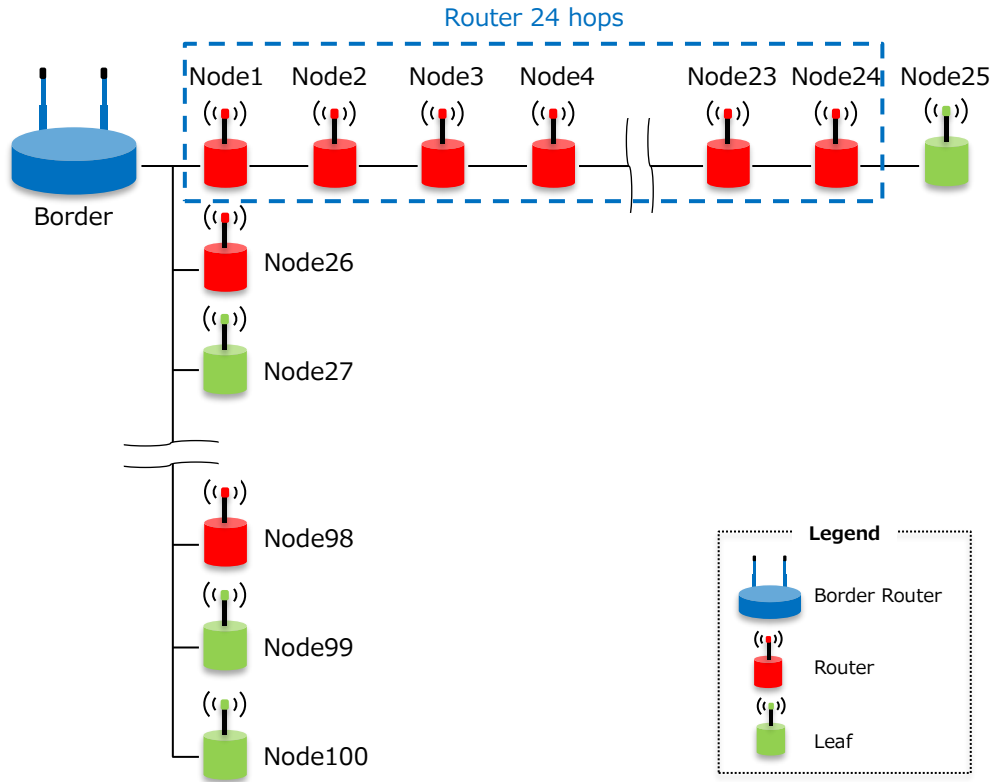 Router 24 hops
Node1
Node2
Node3
Node4
Node23
Node24
Node25
Border
Node26
Node27
Node98
Node99
Node100
Legend
Border Router
Router
Leaf